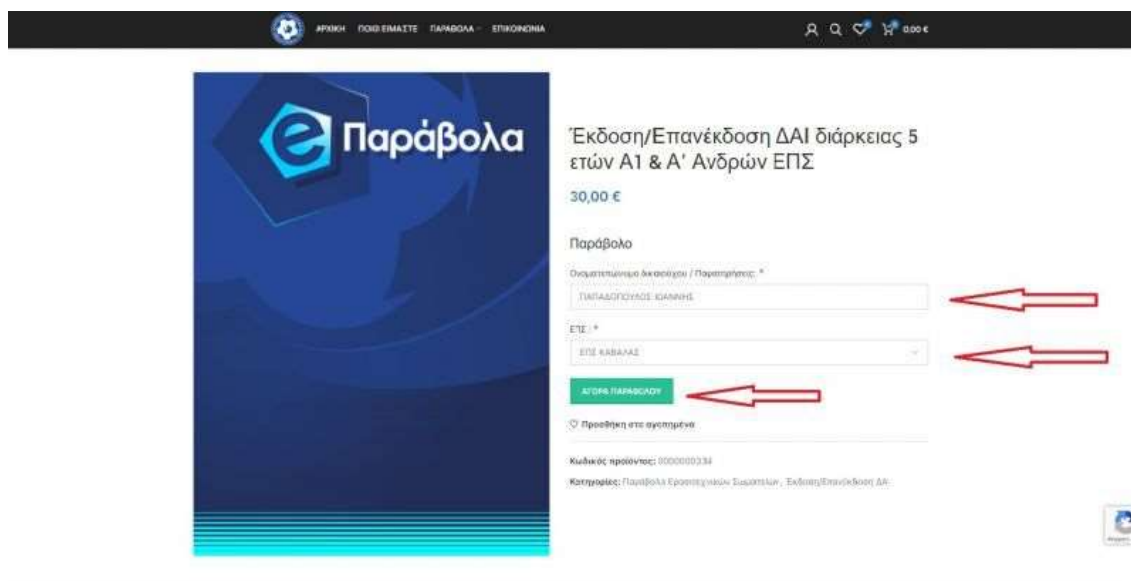 ΑΡΧΙΚΗ ΠΟΙΟΙ ΕΙΜΑΣΤΕ ΠΑΡΑΒΟΛΑ ΕΠΙΚΟΙΝΩΝΙΑ 0,00 €
e Παράβολα
Έκδοση/Επανέκδοση ΔΑΙ διάρκειας 5
ετών Α1 & Α' Ανδρών ΕΠΣ
30,00 €
Παράβολο
Ονοματεπώνυμο δικαιούχου / Παρατηρήσεις: *
ΠΑΠΑΔΟΠΟΥΛΟΣ ΙΩΑΝΝΗΣ
ΕΠΣ : *
ΕΠΣ ΚΑΒΑΛΑΣ
ΑΓΟΡΑ ΠΑΡΑΒΟΛΟΥ
Προσθήκη στα αγαπημένα
Κωδικός προϊόντος: 0000000334
Κατηγορίες: Παράβολα Ερασιτεχνικών Σωματείων, Έκδοση/Επανέκδοση ΔΑΙ